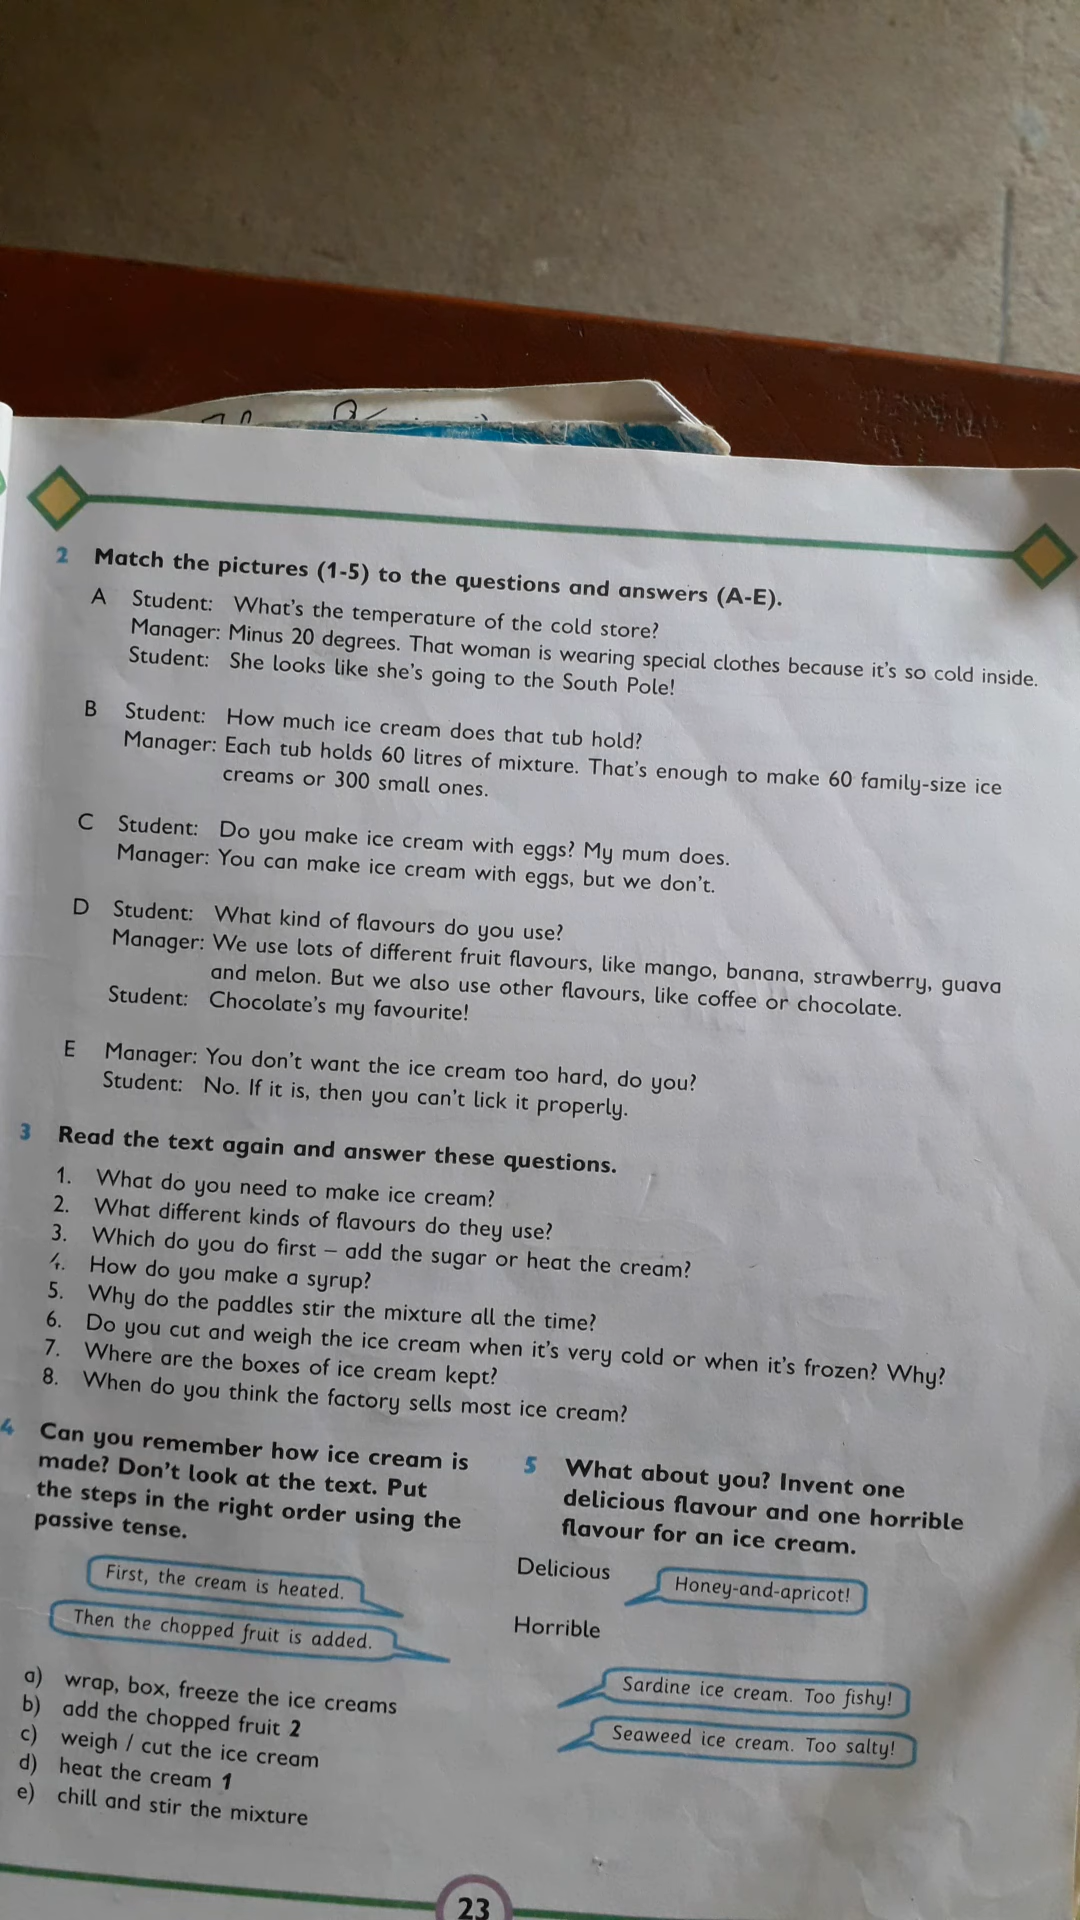 2 Match the pictures (1-5) to the questions and answers (A-E).
A Student: What's the temperature of the cold store?
Manager: Minus 20 degrees. That woman is wearing special clothes because it's so cold inside.
Student: She looks like she's going to the South Pole!
B Student: How much ice cream does that tub hold?
Manager: Each tub holds 60 litres of mixture. That's enough to make 60 family-size ice
creams or 300 small ones.
C Student: Do you make ice cream with eggs? My mum does.
Manager: You can make ice cream with eggs, but we don't.
D Student: What kind of flavours do you use?
Manager: We use lots of different fruit flavours, like mango, banana, strawberry, guava
and melon. But we also use other flavours, like coffee or chocolate.
Student: Chocolate's my favourite!
E Manager: You don't want the ice cream too hard, do you?
Student: No. If it is, then you can't lick it properly.
3 Read the text again and answer these questions.
1. What do you need to make ice cream?
2. What different kinds of flavours do they use?
3. Which do you do first – add the sugar or heat the cream?
4. How do you make a syrup?
5. Why do the paddles stir the mixture all the time?
6. Do you cut and weigh the ice cream when it's very cold or when it's frozen? Why?
7. Where are the boxes of ice cream kept?
8. When do you think the factory sells most ice cream?
4 Can you remember how ice cream is
made? Don't look at the text. Put
the steps in the right order using the
passive tense.
First, the cream is heated.
Then the chopped fruit is added.
a) wrap, box, freeze the ice creams
b) add the chopped fruit 2
c) weigh / cut the ice cream
d) heat the cream 1
e) chill and stir the mixture
5 What about you? Invent one
delicious flavour and one horrible
flavour for an ice cream.
Delicious
Honey-and-apricot!
Horrible
Sardine ice cream. Too fishy!
Seaweed ice cream. Too salty!
23